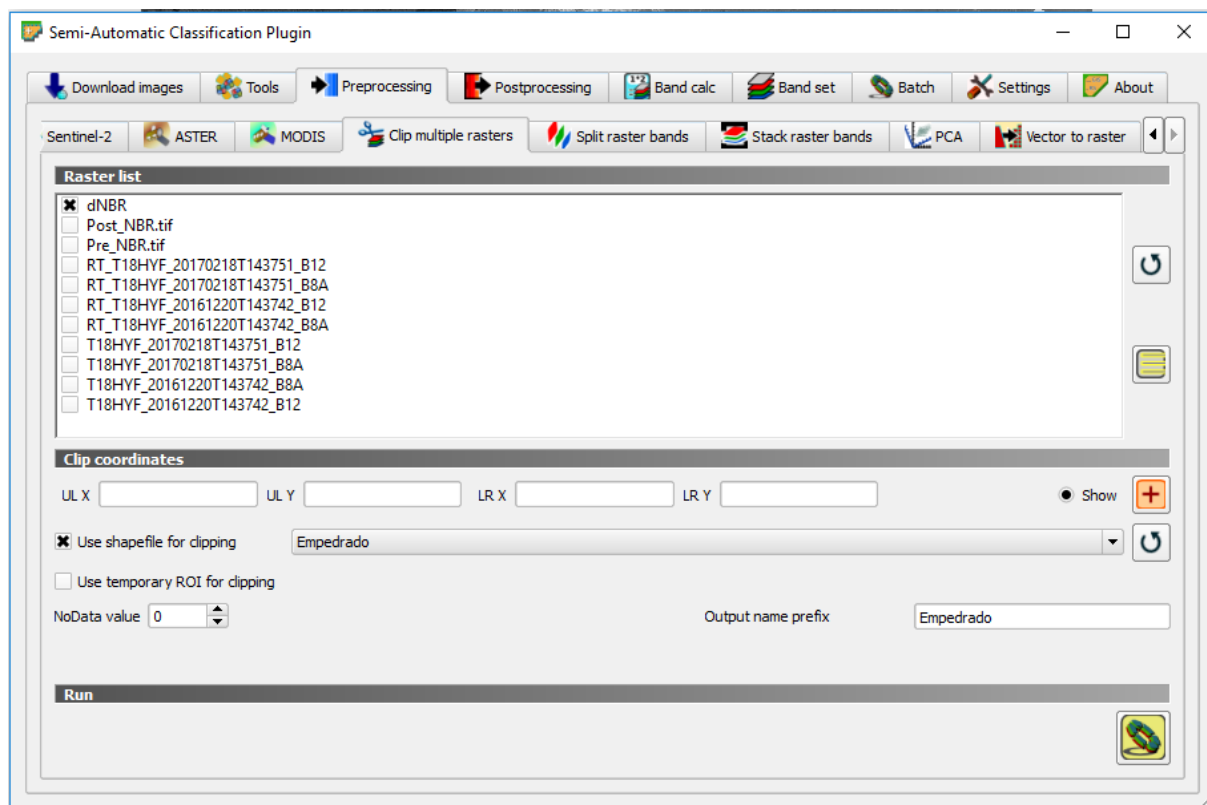 Semi-Automatic Classification Plugin
Download images Tools Preprocessing Postprocessing Band calc Band set Batch Settings About
Sentinel-2 ASTER MODIS Clip multiple rasters Split raster bands Stack raster bands PCA Vector to raster
Raster list
dNBR
Post_NBR.tif
Pre_NBR.tif
RT_T18HYF_20170218T143751_B12
RT_T18HYF_20170218T143751_B8A
RT_T18HYF_20161220T143742_B12
RT_T18HYF_20161220T143742_B8A
T18HYF_20170218T143751_B12
T18HYF_20170218T143751_B8A
T18HYF_20161220T143742_B8A
T18HYF_20161220T143742_B12
Clip coordinates
UL X UL Y LR X LR Y Show
Use shapefile for clipping Empedrado
Use temporary ROI for clipping
NoData value 0 Output name prefix Empedrado
Run